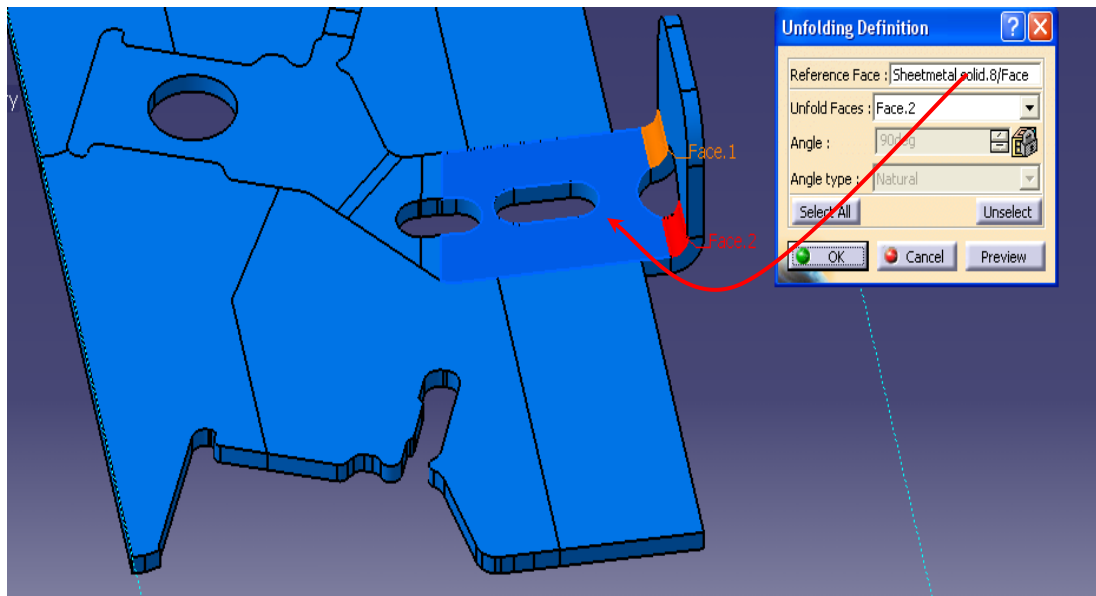 Unfolding Definition
Reference Face : Sheetmetal solid.8/Face
Unfold Faces : Face.2
Angle : 90deg
Angle type : Natural
Select All Unselect
OK Cancel Preview
y
Face.1
Face.2